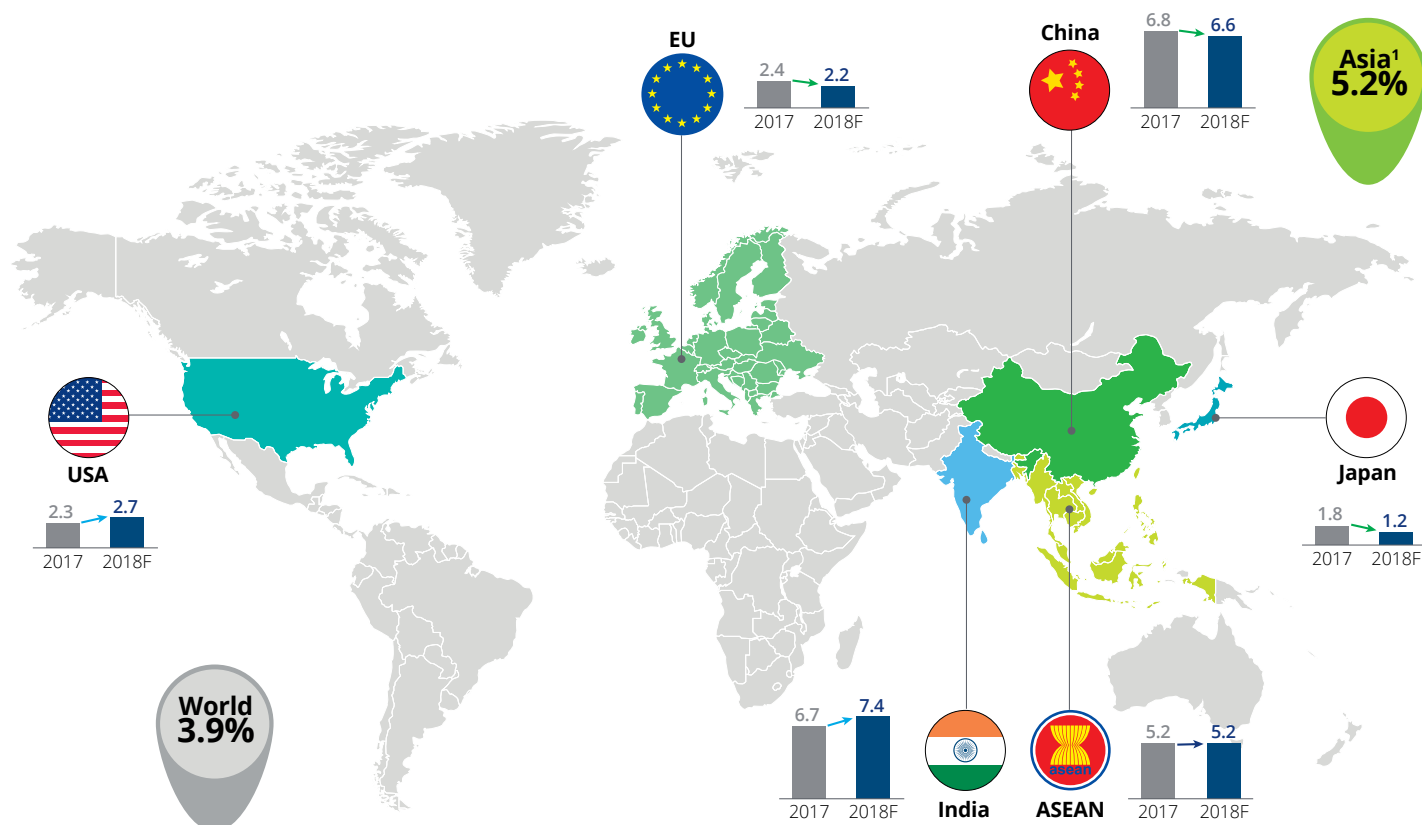 EU
2.4
2.2
2017
2018F
China
6.8
6.6
2017
2018F
Asia¹
5.2%
USA
2.3
2.7
2017
2018F
Japan
1.8
1.2
2017
2018F
World
3.9%
6.7
7.4
2017
2018F
India
asean
ASEAN
5.2
5.2
2017
2018F